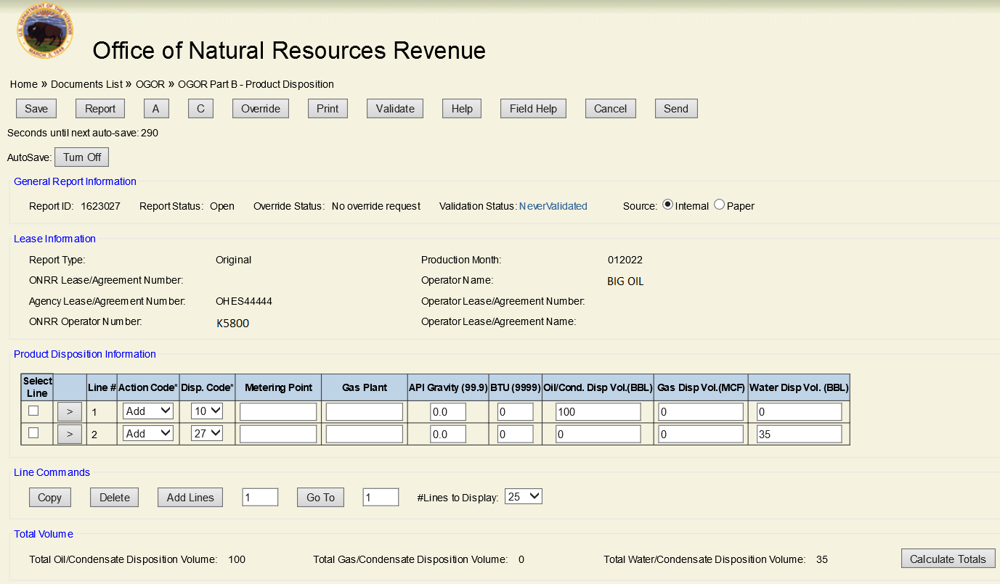 U.S. DEPARTMENT OF THE INTERIOR
MARCH 3, 1849
Office of Natural Resources Revenue
Home » Documents List » OGOR » OGOR Part B - Product Disposition
Save Report A C Override Print Validate Help Field Help Cancel Send
Seconds until next auto-save: 290
AutoSave: Turn Off
General Report Information
Report ID: 1623027 Report Status: Open Override Status: No override request Validation Status: NeverValidated Source: Internal Paper
Lease Information
Report Type: Original Production Month: 012022
ONRR Lease/Agreement Number: Operator Name: BIG OIL
Agency Lease/Agreement Number: OHES44444 Operator Lease/Agreement Number:
ONRR Operator Number: K5800 Operator Lease/Agreement Name:
Product Disposition Information
Select Line Line # Action Code* Disp. Code* Metering Point Gas Plant API Gravity (99.9) BTU (9999) Oil/Cond. Disp Vol.(BBL) Gas Disp Vol.(MCF) Water Disp Vol. (BBL)
> 1 Add 10 0.0 0 100 0 0
> 2 Add 27 0.0 0 0 0 35
Line Commands
Copy Delete Add Lines 1 Go To 1 #Lines to Display: 25
Total Volume
Total Oil/Condensate Disposition Volume: 100 Total Gas/Condensate Disposition Volume: 0 Total Water/Condensate Disposition Volume: 35 Calculate Totals